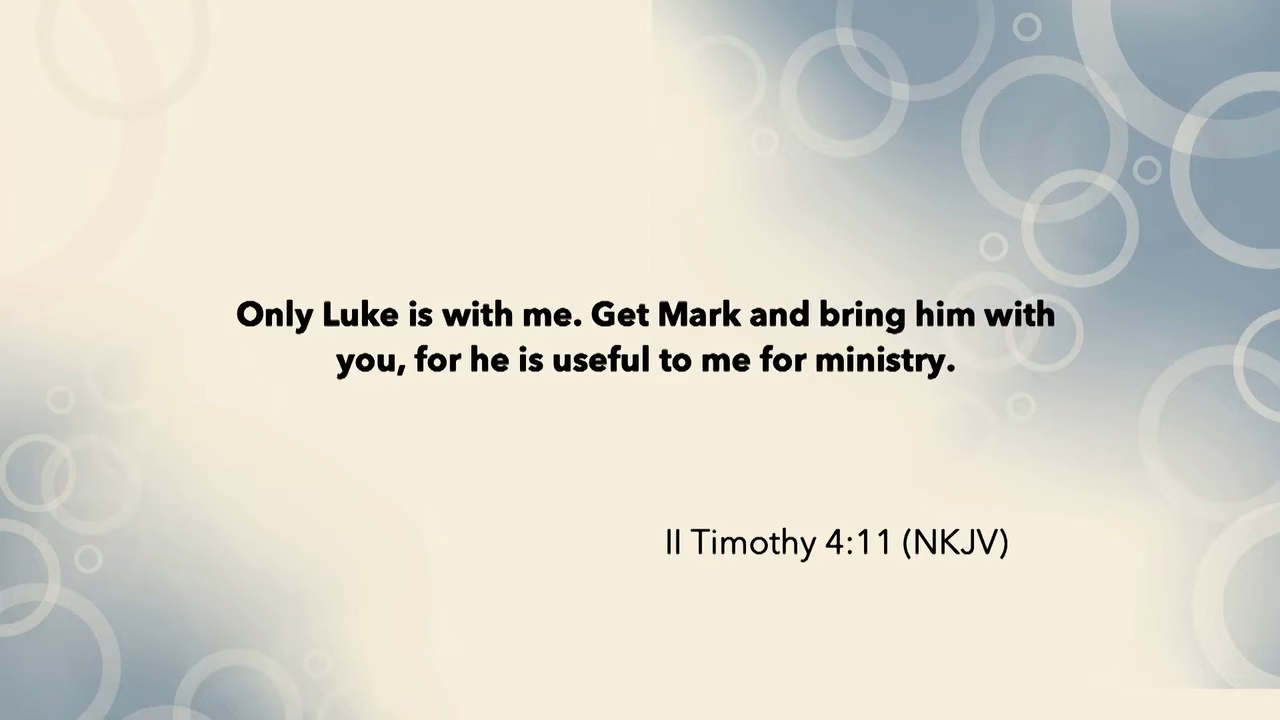 Only Luke is with me. Get Mark and bring him with
you, for he is useful to me for ministry.
II Timothy 4:11 (NKJV)